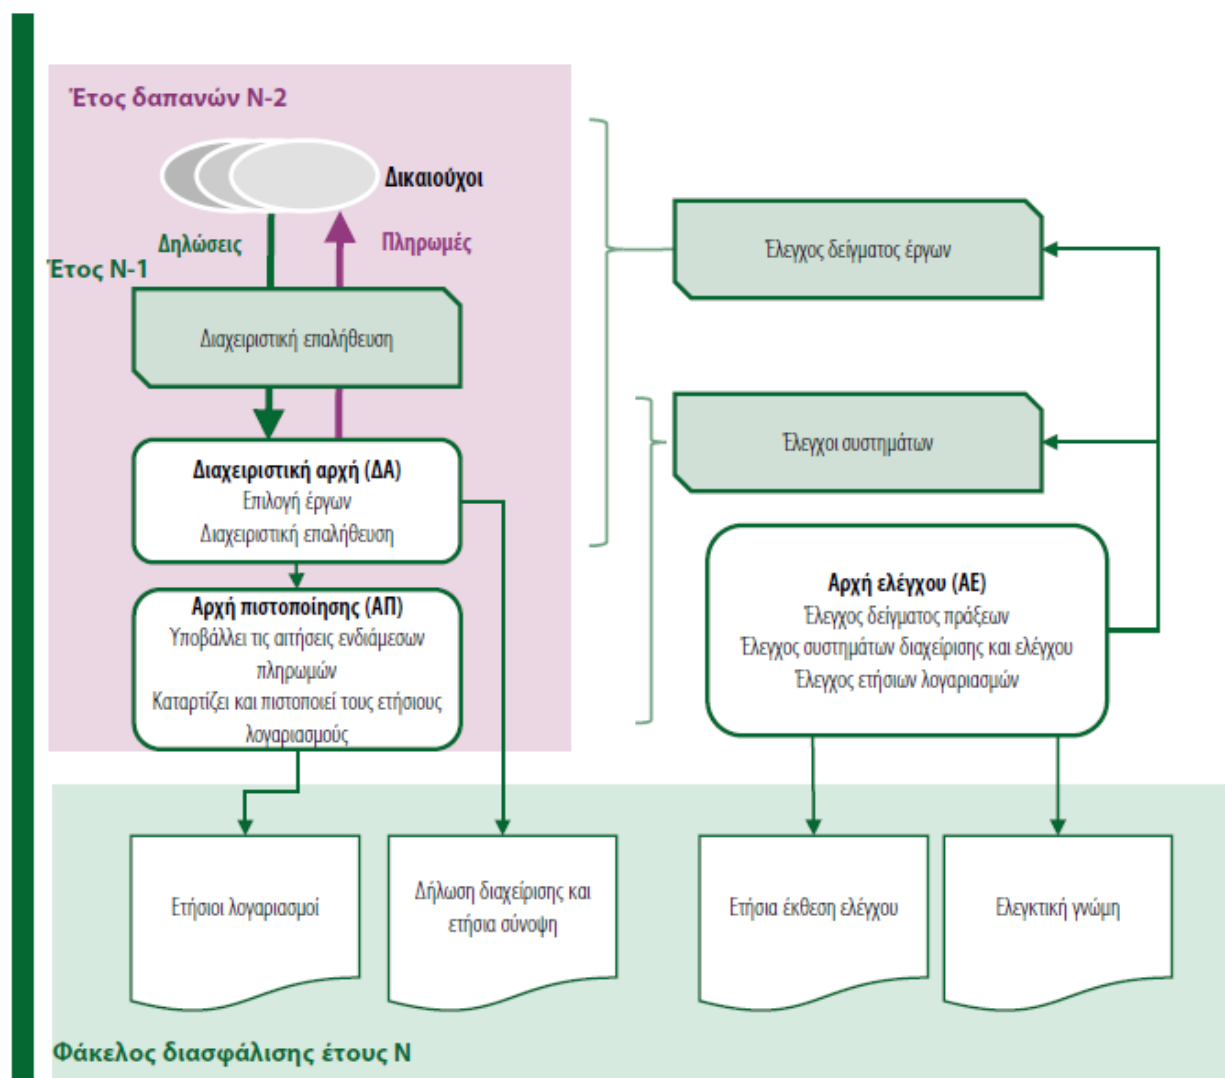 Έτος δαπανών N-2
Δικαιούχοι
Δηλώσεις
Πληρωμές
Έτος N-1
Διαχειριστική επαλήθευση
Διαχειριστική αρχή (ΔΑ)
Επιλογή έργων
Διαχειριστική επαλήθευση
Αρχή πιστοποίησης (ΑΠ)
Υποβάλλει τις αιτήσεις ενδιάμεσων
πληρωμών
Καταρτίζει και πιστοποιεί τους ετήσιους
λογαριασμούς
Έλεγχος δείγματος έργων
Έλεγχοι συστημάτων
Αρχή ελέγχου (ΑΕ)
Έλεγχος δείγματος πράξεων
Έλεγχος συστημάτων διαχείρισης και ελέγχου
Έλεγχος ετήσιων λογαριασμών
Ετήσιοι λογαριασμοί
Δήλωση διαχείρισης και
ετήσια σύνοψη
Ετήσια έκθεση ελέγχου
Ελεγκτική γνώμη
Φάκελος διασφάλισης έτους N